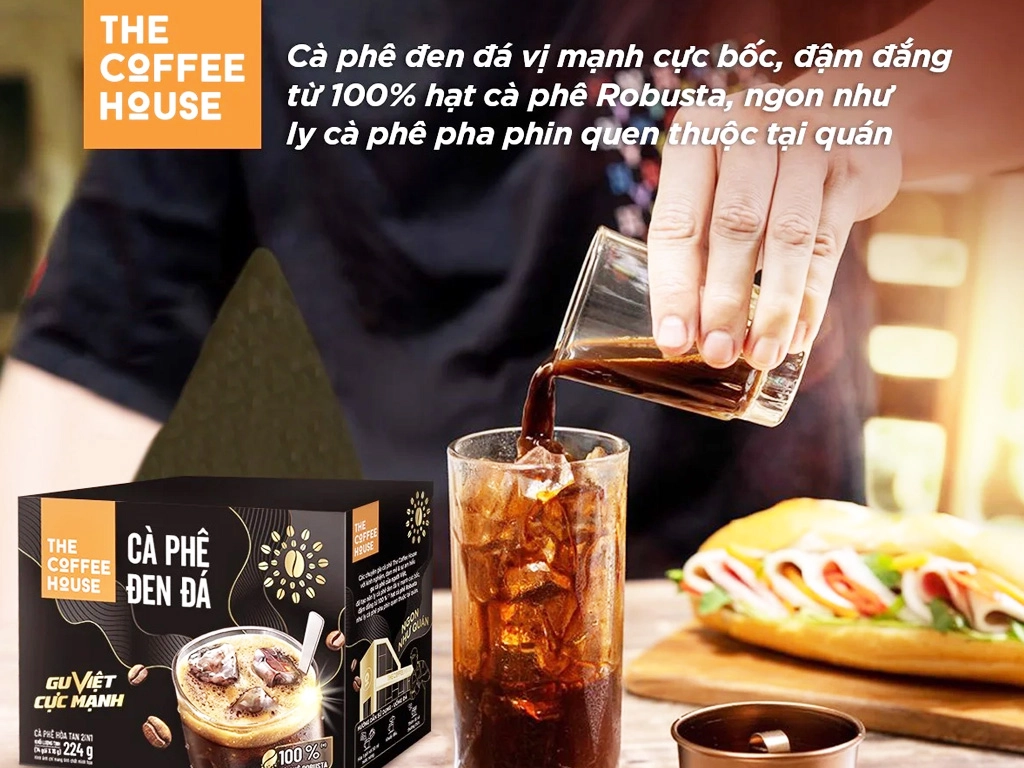 THE
COFFEE
HOUSE
Cà phê đen đá vị mạnh cực bốc, đậm đắng
từ 100% hạt cà phê Robusta, ngon như
ly cà phê pha phin quen thuộc tại quán
THE
COFFEE
HOUSE
CÀ PHÊ
ĐEN ĐÁ
GU VIỆT
CỰC MẠNH
CÀ PHÊ HÒA TAN 2IN1
224 g
100%
ROBUSTA
THE
COFFEE
HOUSE
NGON
NHƯ QUÁN